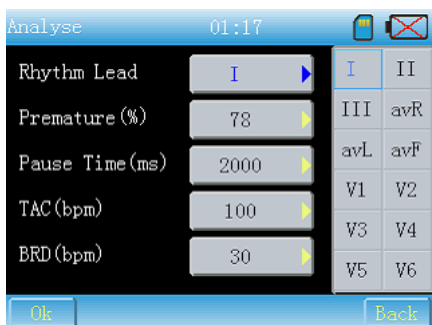 Analyse 01:17
Rhythm Lead I
Premature(%) 78
Pause Time(ms) 2000
TAC(bpm) 100
BRD(bpm) 30
I II
III avR
avL avF
V1 V2
V3 V4
V5 V6
Ok Back